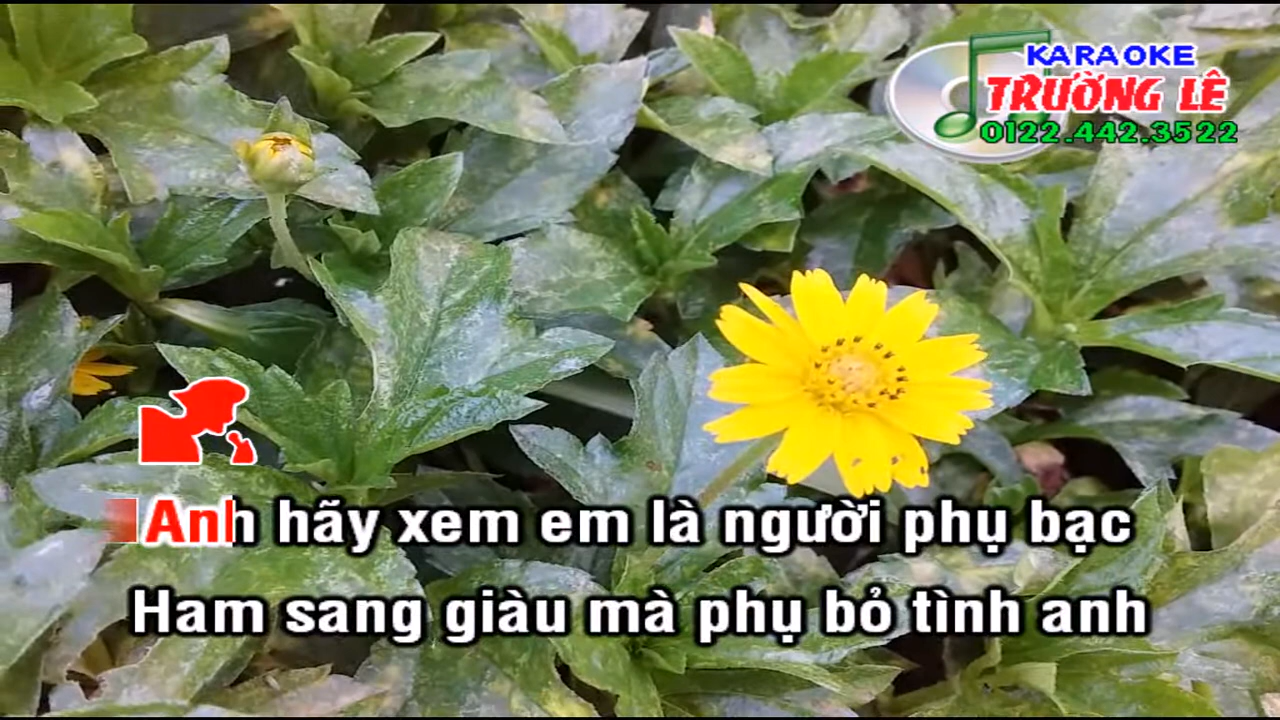 KARAOKE
TRƯỜNG LÊ
0122.442.3522
Anh hãy xem em là người phụ bạc
Ham sang giàu mà phụ bỏ tình anh